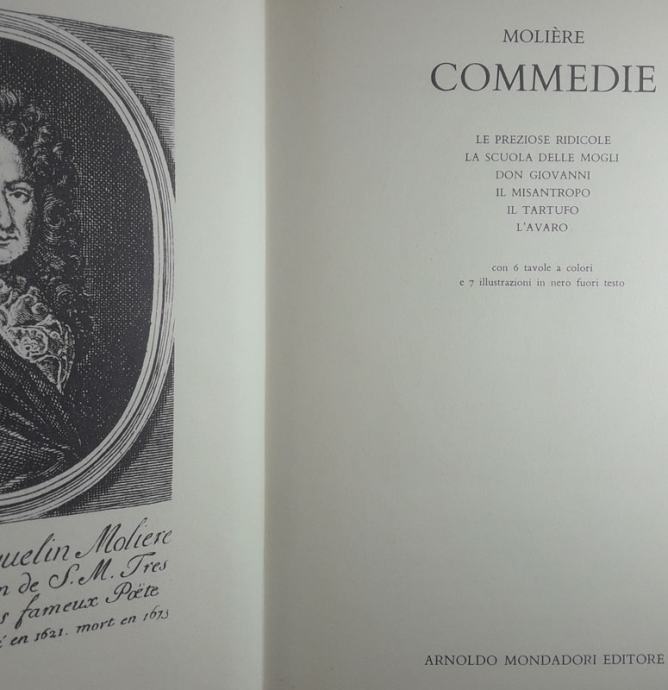 quelin Moliere
n de S. M. Tres
s fameux Poëte
é en 1621. mort en 1673
MOLIÈRE
COMMEDIE
LE PREZIOSE RIDICOLE
LA SCUOLA DELLE MOGLI
DON GIOVANNI
IL MISANTROPO
IL TARTUFO
L'AVARO
con 6 tavole a colori
e 7 illustrazioni in nero fuori testo
ARNOLDO MONDADORI EDITORE